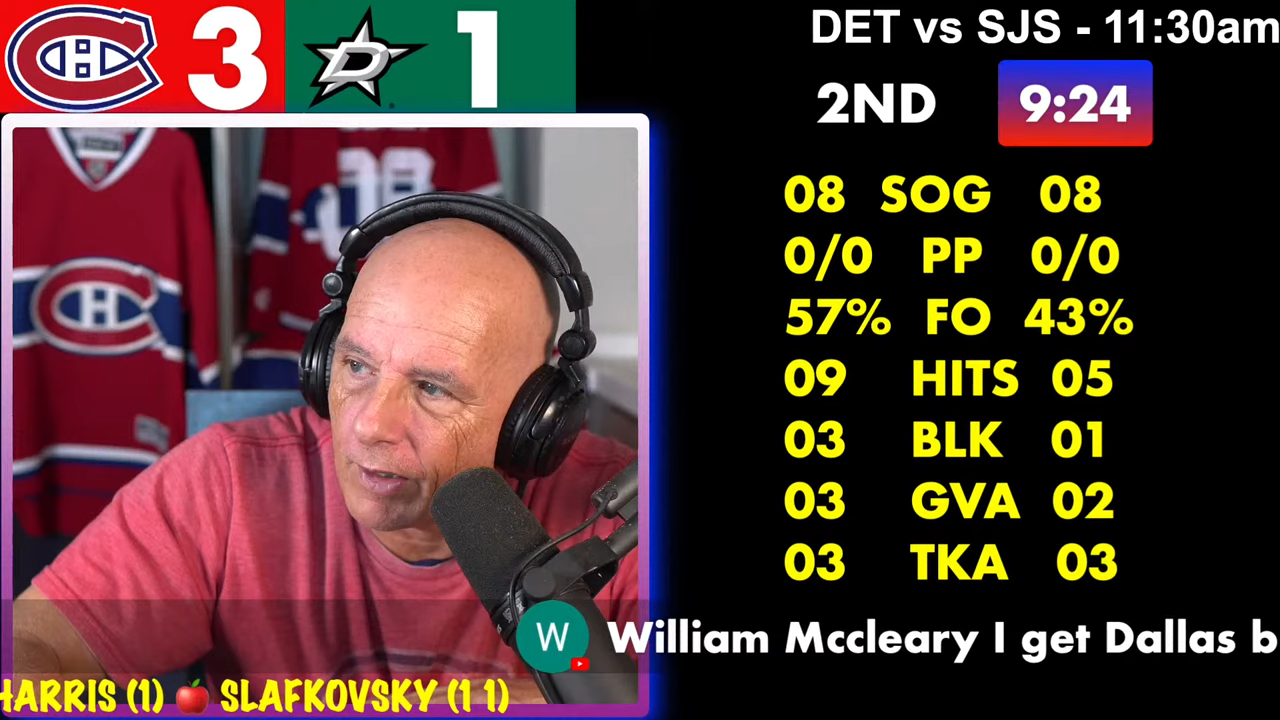 3 1
DET vs SJS - 11:30am
2ND 9:24
08 SOG 08
0/0 PP 0/0
57% FO 43%
09 HITS 05
03 BLK 01
03 GVA 02
03 TKA 03
W William Mccleary I get Dallas b
HARRIS (1) 🍎 SLAFKOVSKY (1 1)